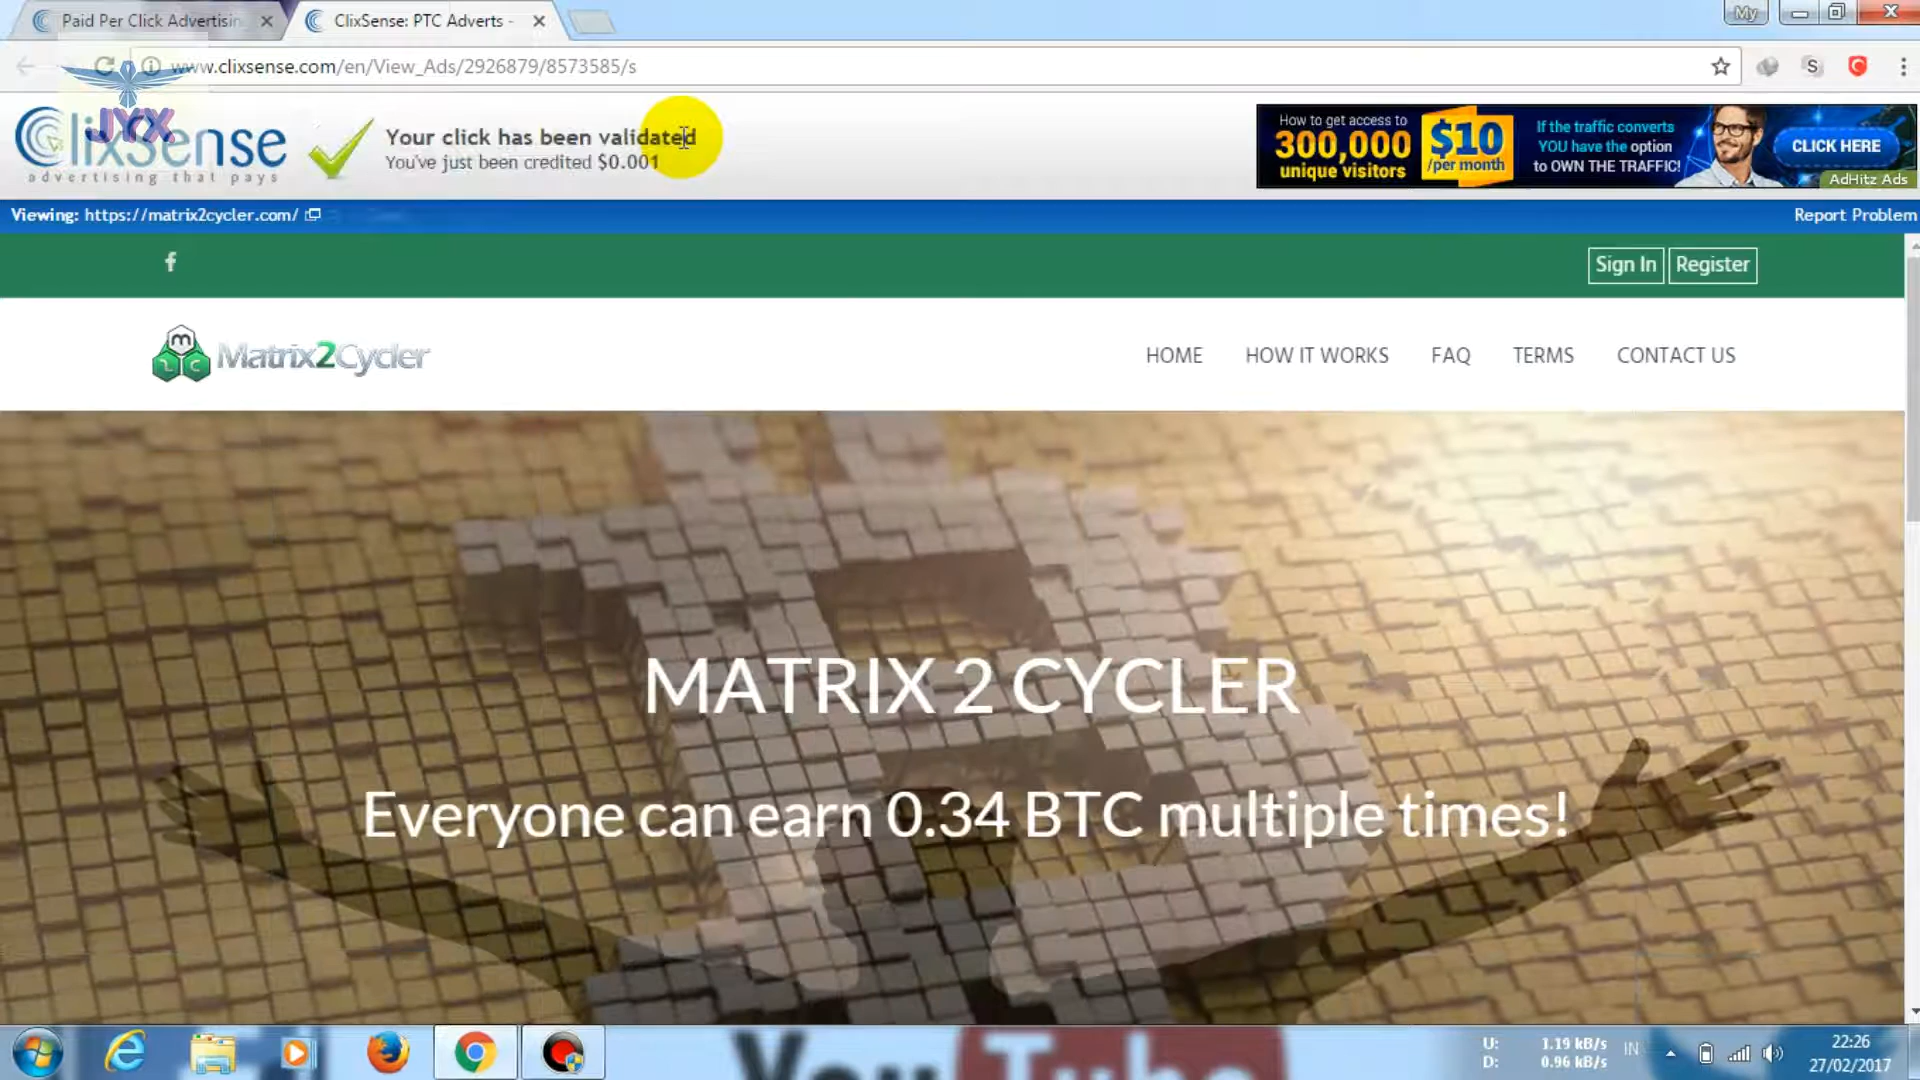 Paid Per Click Advertisin
ClixSense: PTC Adverts -
My
www.clixsense.com/en/View_Ads/2926879/8573585/s
S
JYX
ClixSense
advertising that pays
Your click has been validated
You've just been credited $0.001
How to get access to
300,000
unique visitors
$10
/per month
If the traffic converts
YOU have the option
to OWN THE TRAFFIC!
CLICK HERE
AdHitz Ads
Viewing: https://matrix2cycler.com/
Report Problem
f
Sign In
Register
m
2 C
Matrix2Cycler
HOME
HOW IT WORKS
FAQ
TERMS
CONTACT US
MATRIX 2 CYCLER
Everyone can earn 0.34 BTC multiple times!
You Tube
U: 1.19 kB/s
D: 0.96 kB/s
IN
22:26
27/02/2017